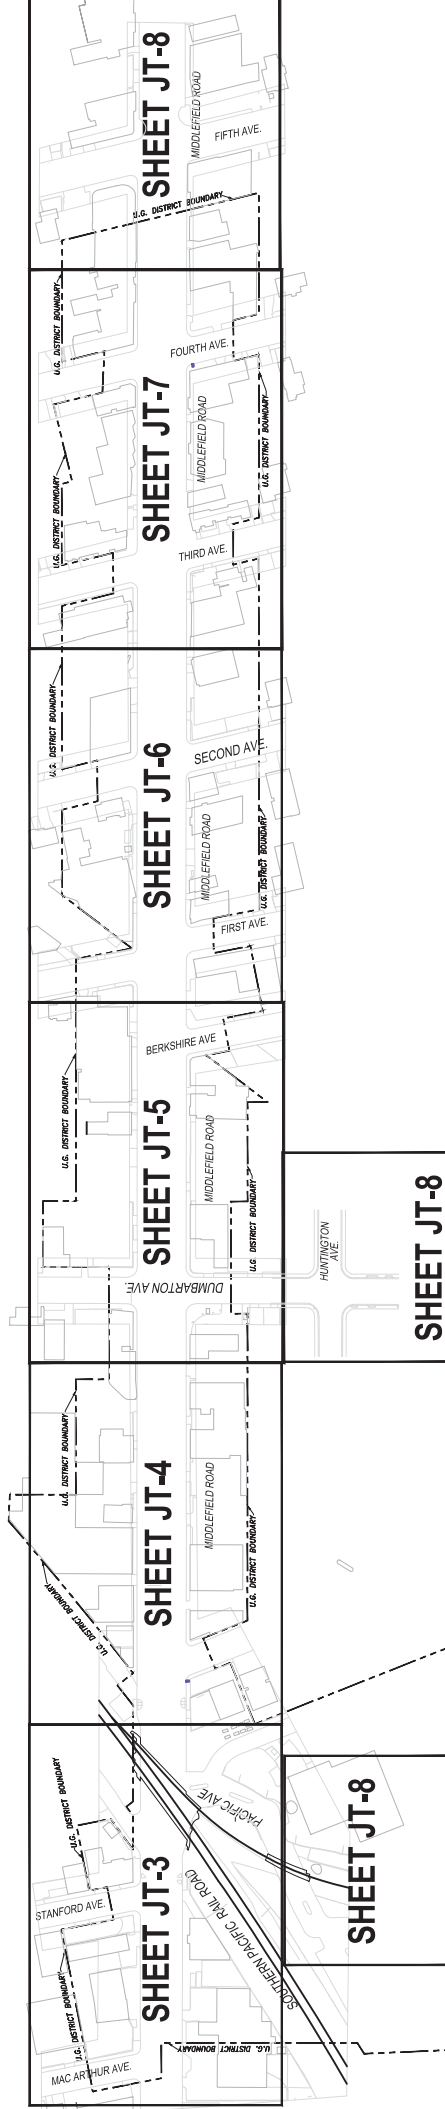 SHEET JT-8
MIDDLEFIELD ROAD
FIFTH AVE.
U.G. DISTRICT BOUNDARY
U.G. DISTRICT BOUNDARY
FOURTH AVE.
SHEET JT-7
MIDDLEFIELD ROAD
U.G. DISTRICT BOUNDARY
U.G. DISTRICT BOUNDARY
THIRD AVE.
U.G. DISTRICT BOUNDARY
SECOND AVE.
SHEET JT-6
MIDDLEFIELD ROAD
U.G. DISTRICT BOUNDARY
FIRST AVE.
BERKSHIRE AVE
U.G. DISTRICT BOUNDARY
SHEET JT-5
MIDDLEFIELD ROAD
U.G. DISTRICT BOUNDARY
HUNTINGTON
AVE.
SHEET JT-8
DUMBARTON AVE.
U.G. DISTRICT BOUNDARY
SHEET JT-4
MIDDLEFIELD ROAD
U.G. DISTRICT BOUNDARY
U.G. DISTRICT BOUNDARY
PACIFIC AVE
U.G. DISTRICT BOUNDARY
SHEET JT-8
STANFORD AVE.
SHEET JT-3
SOUTHERN PACIFIC RAIL ROAD
U.G. DISTRICT BOUNDARY
U.G. DISTRICT BOUNDARY
MAC ARTHUR AVE.